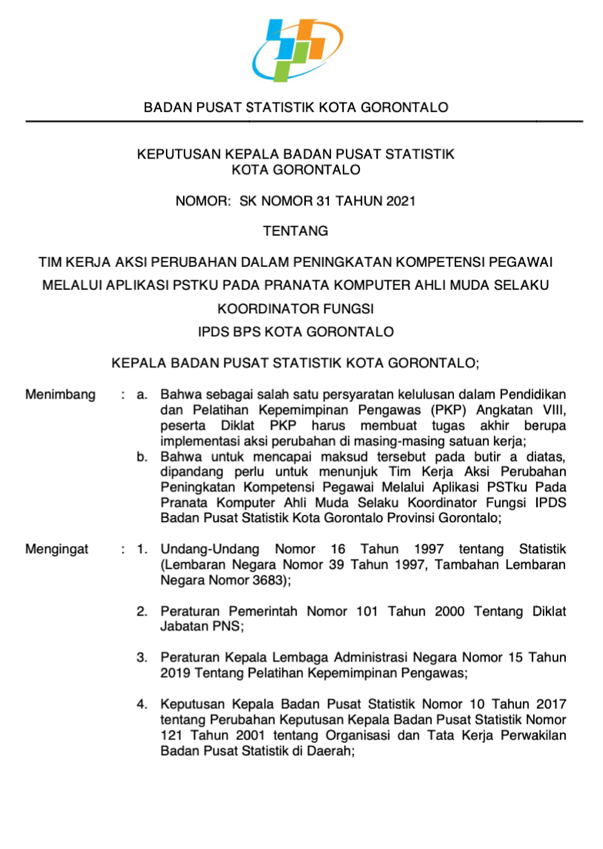 BADAN PUSAT STATISTIK KOTA GORONTALO
KEPUTUSAN KEPALA BADAN PUSAT STATISTIK
KOTA GORONTALO
NOMOR: SK NOMOR 31 TAHUN 2021
TENTANG
TIM KERJA AKSI PERUBAHAN DALAM PENINGKATAN KOMPETENSI PEGAWAI
MELALUI APLIKASI PSTKU PADA PRANATA KOMPUTER AHLI MUDA SELAKU
KOORDINATOR FUNGSI
IPDS BPS KOTA GORONTALO
KEPALA BADAN PUSAT STATISTIK KOTA GORONTALO;
Menimbang : a. Bahwa sebagai salah satu persyaratan kelulusan dalam Pendidikan
dan Pelatihan Kepemimpinan Pengawas (PKP) Angkatan VIII,
peserta Diklat PKP harus membuat tugas akhir berupa
implementasi aksi perubahan di masing-masing satuan kerja;
b. Bahwa untuk mencapai maksud tersebut pada butir a diatas,
dipandang perlu untuk menunjuk Tim Kerja Aksi Perubahan
Peningkatan Kompetensi Pegawai Melalui Aplikasi PSTku Pada
Pranata Komputer Ahli Muda Selaku Koordinator Fungsi IPDS
Badan Pusat Statistik Kota Gorontalo Provinsi Gorontalo;
Mengingat : 1. Undang-Undang Nomor 16 Tahun 1997 tentang Statistik
(Lembaran Negara Nomor 39 Tahun 1997, Tambahan Lembaran
Negara Nomor 3683);
2. Peraturan Pemerintah Nomor 101 Tahun 2000 Tentang Diklat
Jabatan PNS;
3. Peraturan Kepala Lembaga Administrasi Negara Nomor 15 Tahun
2019 Tentang Pelatihan Kepemimpinan Pengawas;
4. Keputusan Kepala Badan Pusat Statistik Nomor 10 Tahun 2017
tentang Perubahan Keputusan Kepala Badan Pusat Statistik Nomor
121 Tahun 2001 tentang Organisasi dan Tata Kerja Perwakilan
Badan Pusat Statistik di Daerah;